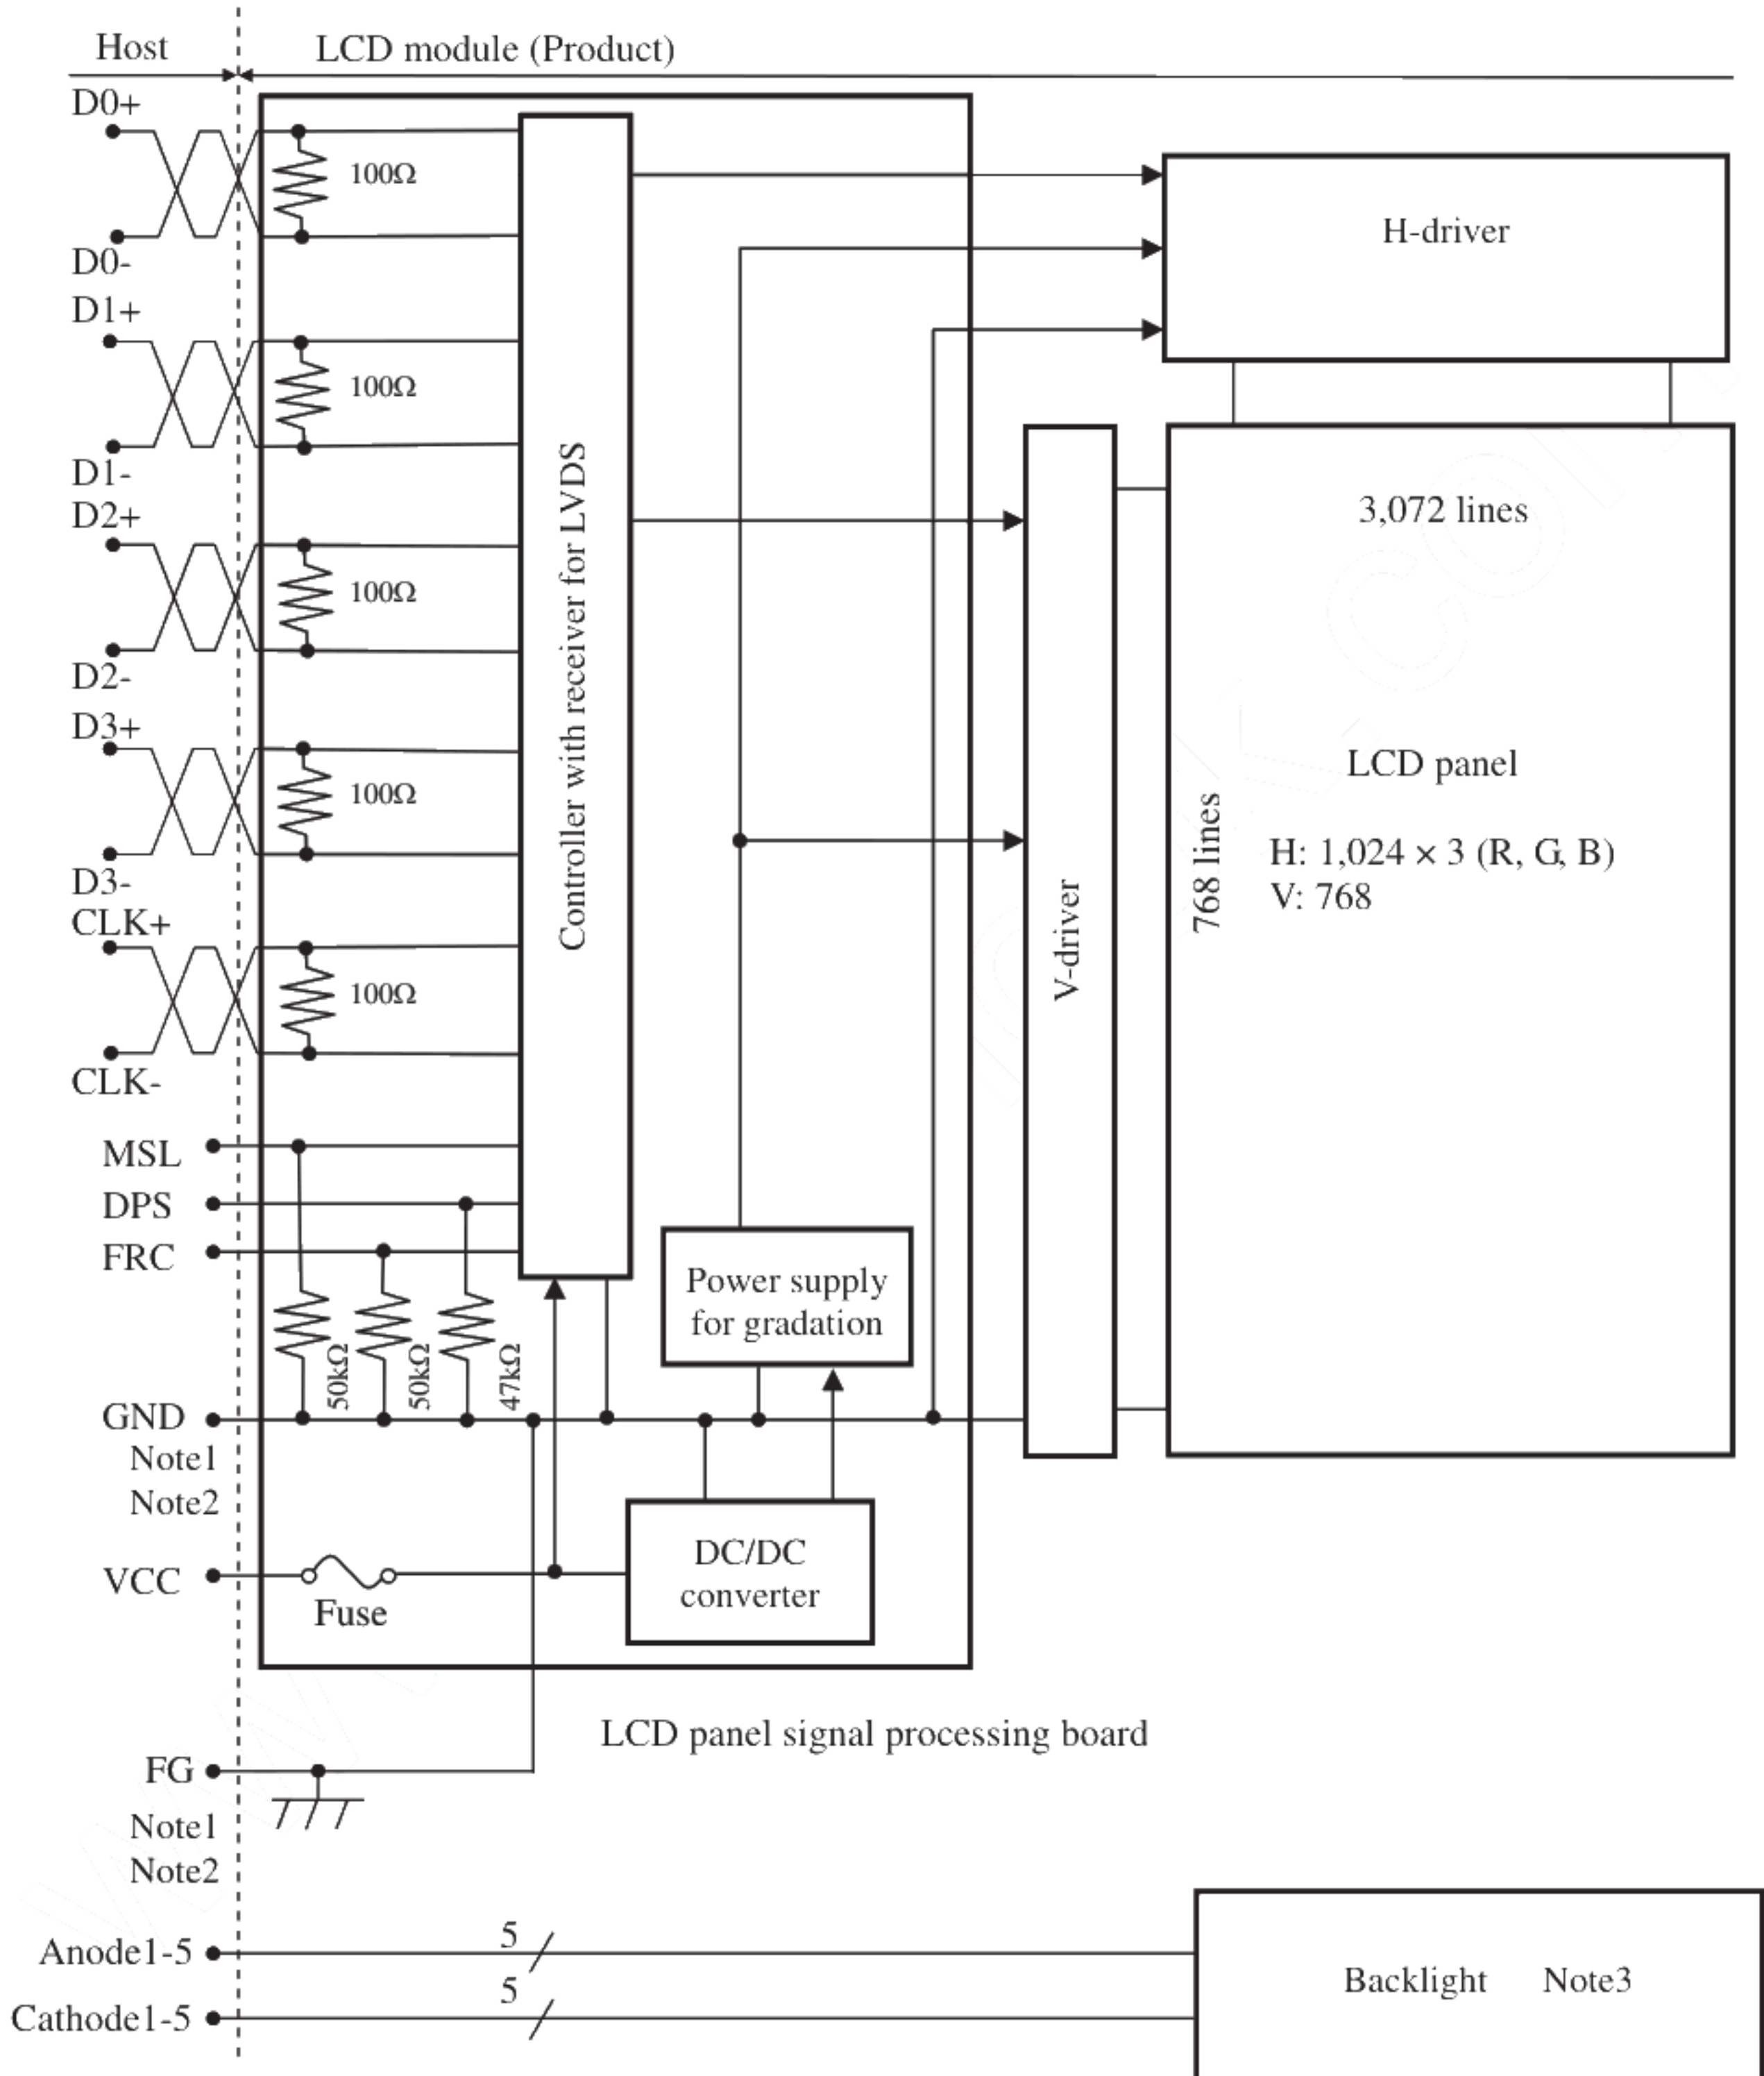 Host
LCD module (Product)
D0+
100Ω
D0-
H-driver
D1+
100Ω
D1-
D2+
100Ω
D2-
D3+
100Ω
D3-
CLK+
100Ω
CLK-
Controller with receiver for LVDS
3,072 lines
LCD panel
768 lines
H: 1,024 × 3 (R, G, B)
V: 768
V-driver
MSL
DPS
FRC
Power supply
for gradation
50kΩ
50kΩ
47kΩ
GND
Note1
Note2
DC/DC
converter
VCC
Fuse
LCD panel signal processing board
FG
Note1
Note2
Anode1-5
5
Backlight Note3
Cathode1-5
5